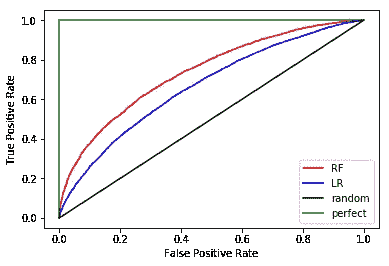 1.0
0.8
0.6
0.4
0.2
0.0
True Positive Rate
0.0 0.2 0.4 0.6 0.8 1.0
False Positive Rate
RF
LR
random
perfect